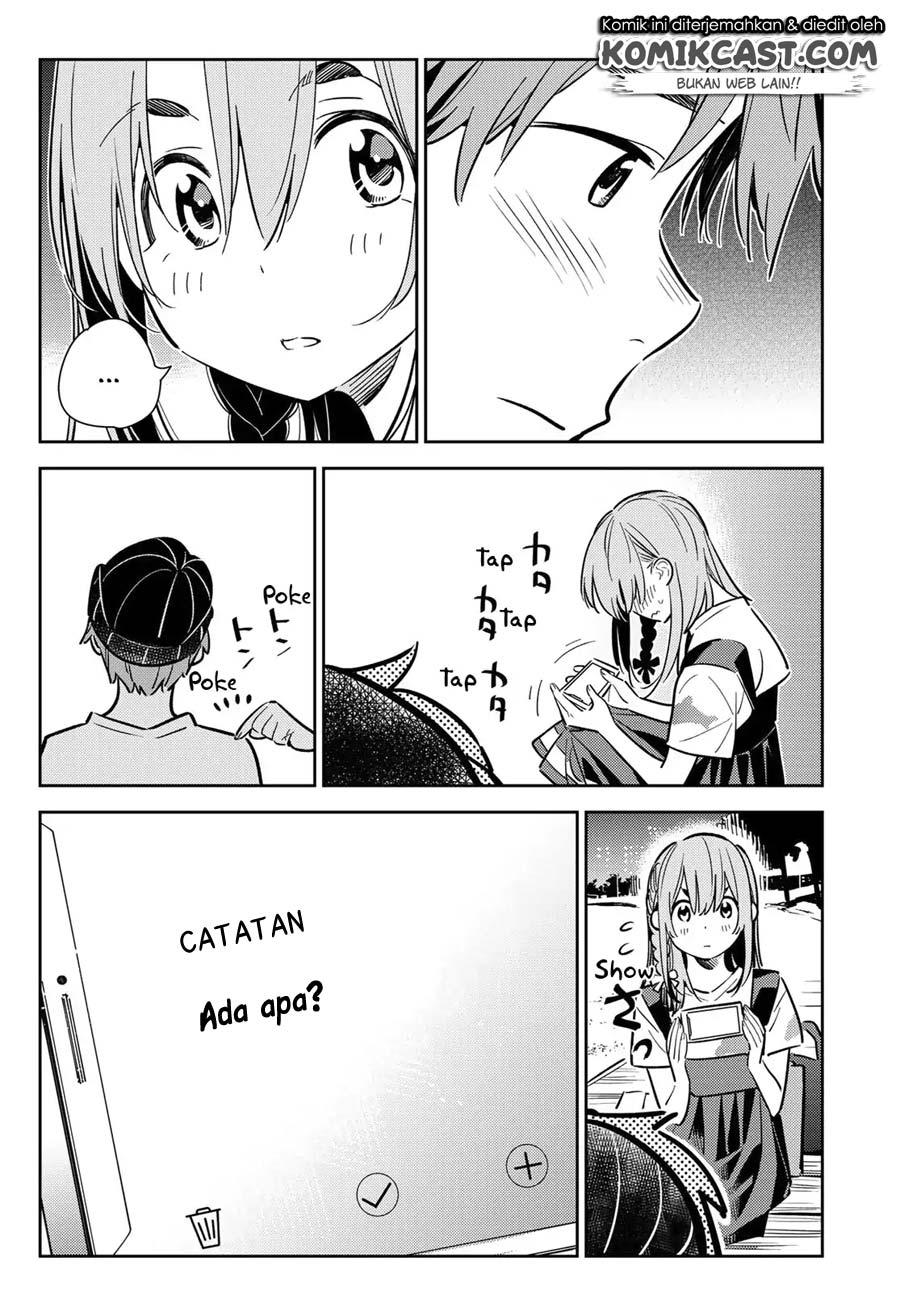 Komik ini diterjemahkan & diedit oleh
KOMIKCAST.COM
BUKAN WEB LAIN!!
...
カタ
Tap
カタ
Tap
カタ
Tap
Poke
トン
トン
Poke
Show
さっ
CATATAN
Ada apa?